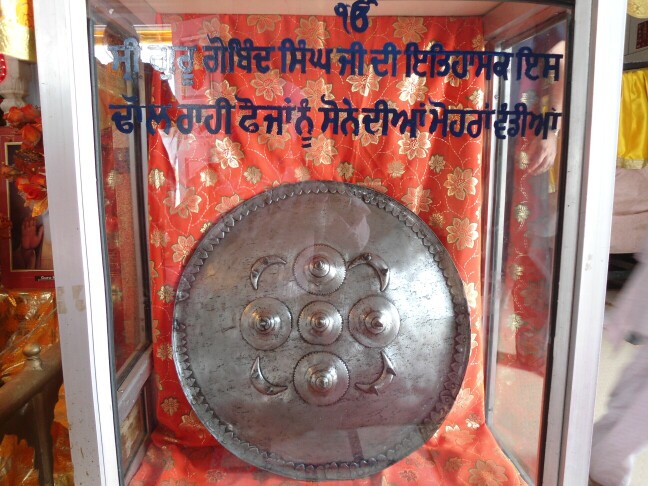 ੴ
ਸ੍ਰੀ ਗੁਰੂ ਗੋਬਿੰਦ ਸਿੰਘ ਜੀ ਦੀ ਇਤਿਹਾਸਕ ਇਸ
ਢਾਲ ਰਾਹੀ ਫੌਜਾਂ ਨੂੰ ਸੋਨੇ ਦੀਆਂ ਮੋਹਰਾਂ ਵੰਡੀਆਂ